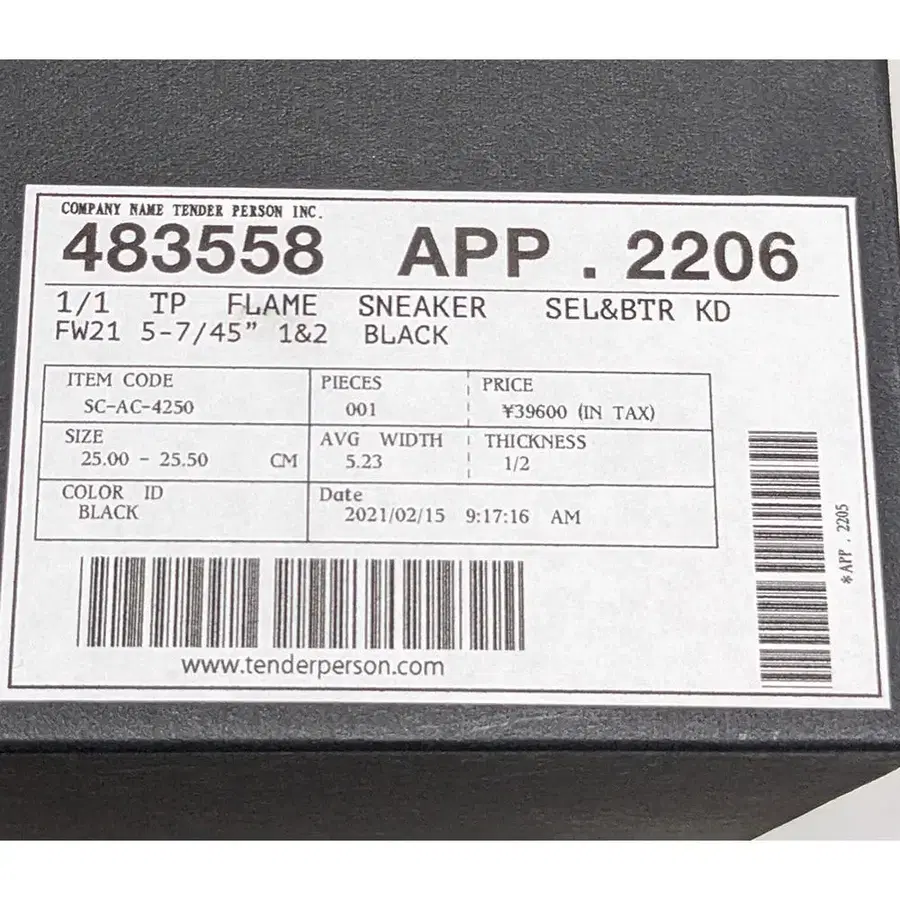 COMPANY NAME TENDER PERSON INC.
483558 APP . 2206
1/1 TP FLAME SNEAKER SEL&BTR KD
FW21 5-7/45” 1&2 BLACK
ITEM CODE
SC-AC-4250
PIECES
001
PRICE
¥39600 (IN TAX)
SIZE
25.00 - 25.50 CM
AVG WIDTH
5.23
THICKNESS
1/2
COLOR ID
BLACK
Date
2021/02/15 9:17:16 AM
*APP . 2205
www.tenderperson.com